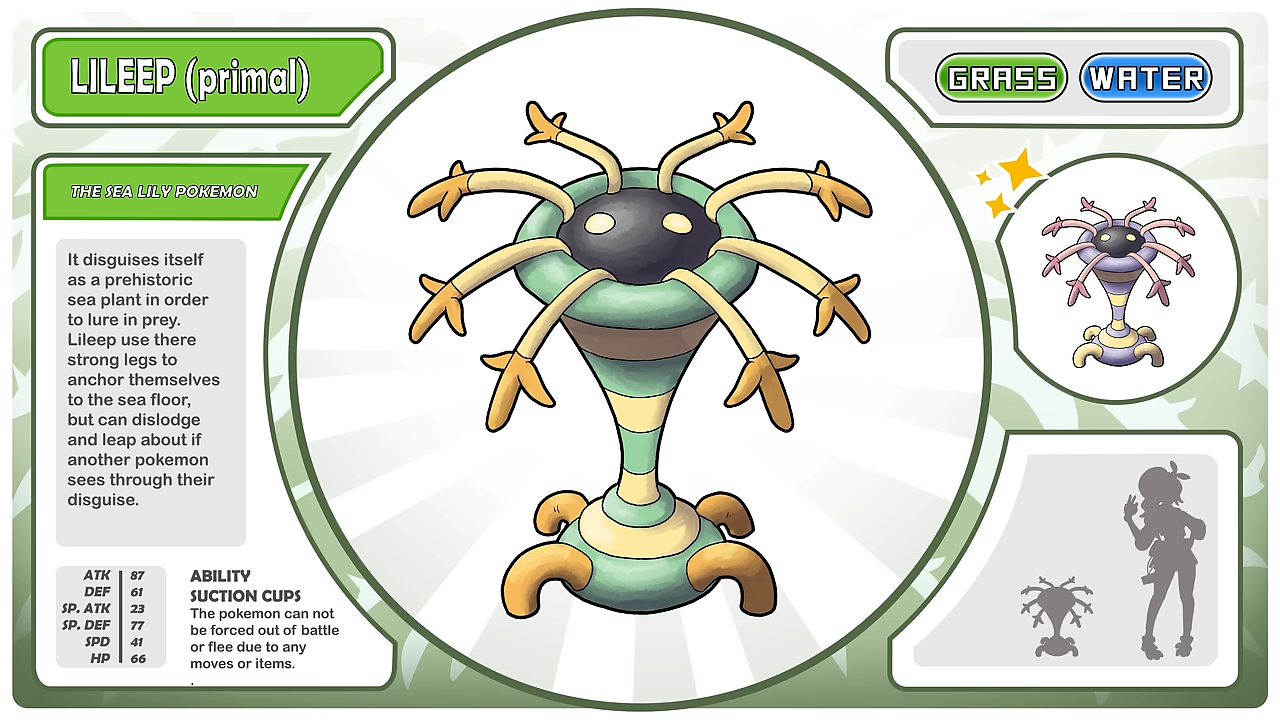 LILEEP (primal)
GRASS WATER
THE SEA LILY POKEMON
It disguises itself
as a prehistoric
sea plant in order
to lure in prey.
Lileep use there
strong legs to
anchor themselves
to the sea floor,
but can dislodge
and leap about if
another pokemon
sees through their
disguise.
ATK 87
DEF 61
SP. ATK 23
SP. DEF 77
SPD 41
HP 66
ABILITY
SUCTION CUPS
The pokemon can not
be forced out of battle
or flee due to any
moves or items.
.